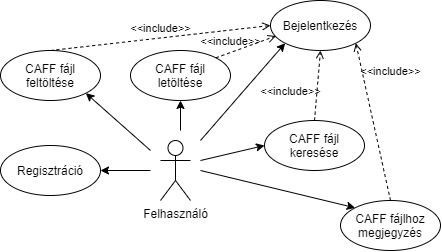 <<include>>
Bejelentkezés
<<include>>
CAFF fájl
feltöltése
CAFF fájl
letöltése
<<include>>
<<include>>
CAFF fájl
keresése
Regisztráció
Felhasználó
CAFF fájlhoz
megjegyzés